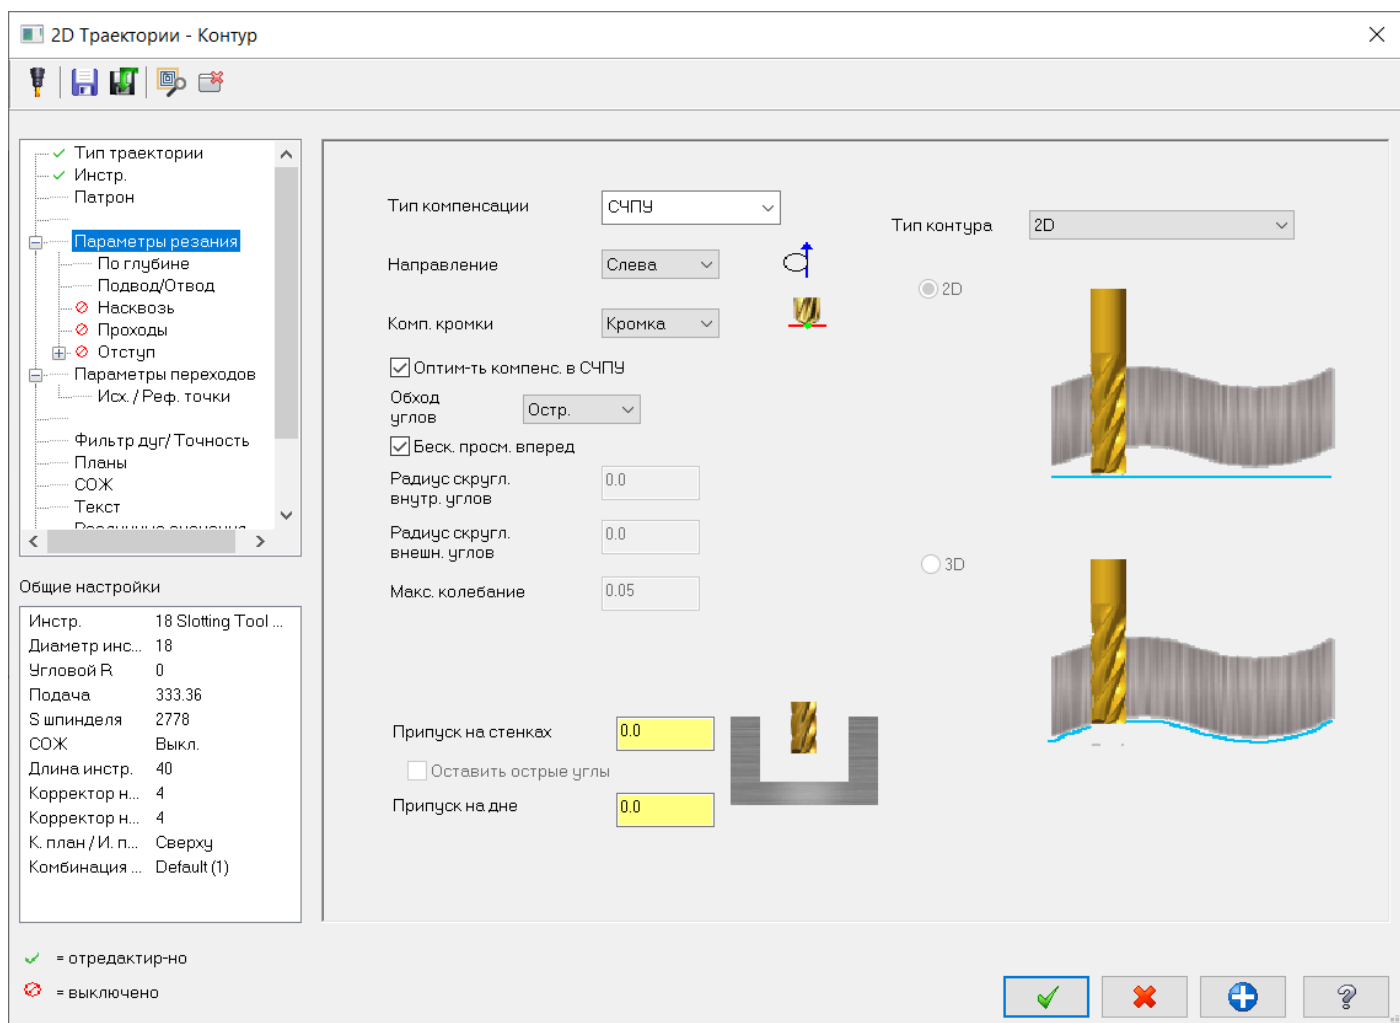 2D Траектории - Контур
Тип траектории
Инстр.
Патрон
Параметры резания
По глубине
Подвод/Отвод
Насквозь
Проходы
Отступ
Параметры переходов
Исх. / Реф. точки
Фильтр дуг/ Точность
Планы
СОЖ
Текст
Тип компенсации СЧПУ
Тип контура 2D
Направление Слева
2D
Комп. кромки Кромка
Оптим-ть компенс. в СЧПУ
Обход
углов Остр.
Беск. просм. вперед
Радиус скругл.
внутр. углов 0.0
Радиус скругл.
внешн. углов 0.0
3D
Макс. колебание 0.05
Припуск на стенках 0.0
Оставить острые углы
Припуск на дне 0.0
Общие настройки
Инстр. 18 Slotting Tool ...
Диаметр инс... 18
Угловой R 0
Подача 333.36
S шпинделя 2778
СОЖ Выкл.
Длина инстр. 40
Корректор н... 4
Корректор н... 4
К. план / И. п... Сверху
Комбинация ... Default (1)
= отредактир-но
= выключено